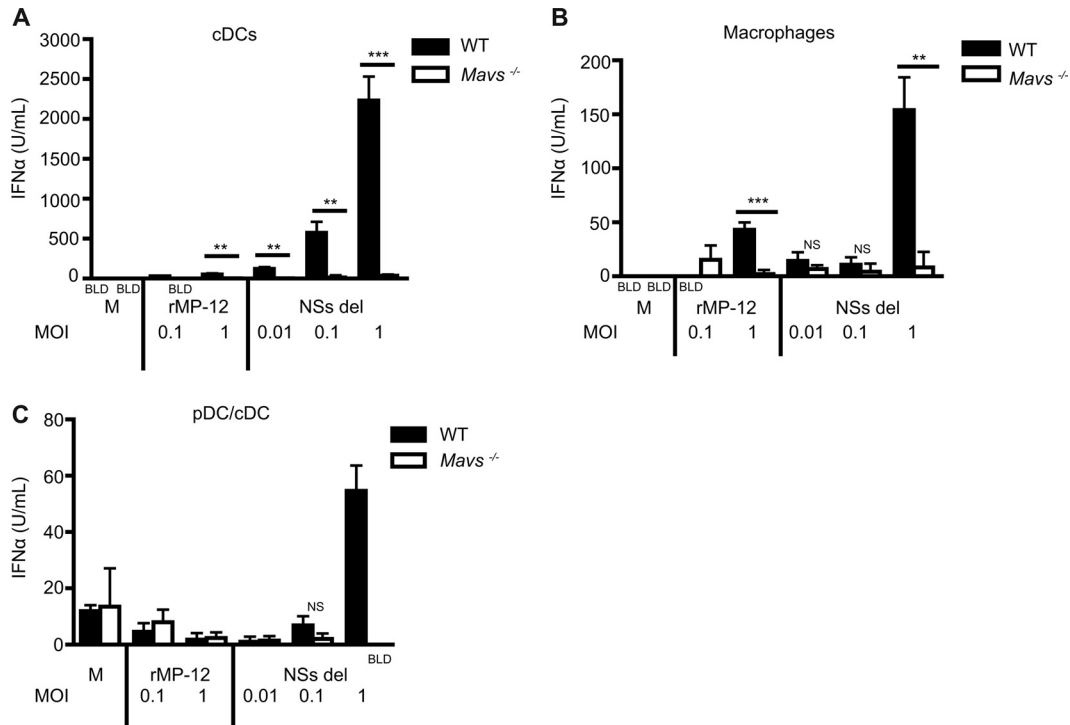 A
cDCs
WT
Mavs -/-
IFNα (U/mL)
3000
2500
2000
1500
1000
500
0
***
**
**
**
BLD BLD BLD
M rMP-12 NSs del
MOI 0.1 1 0.01 0.1 1
B
Macrophages
WT
Mavs -/-
IFNα (U/mL)
200
150
100
50
0
**
***
NS NS
BLD BLD BLD
M rMP-12 NSs del
MOI 0.1 1 0.01 0.1 1
C
pDC/cDC
WT
Mavs -/-
IFNα (U/mL)
80
60
40
20
0
NS
BLD
M rMP-12 NSs del
MOI 0.1 1 0.01 0.1 1